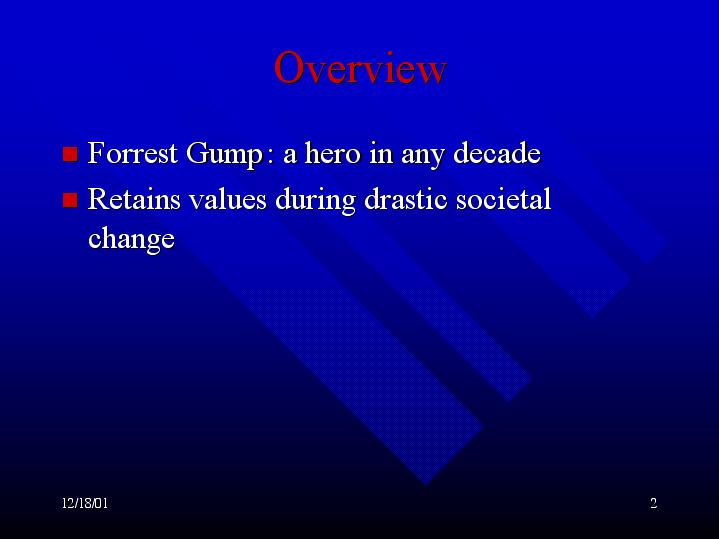 Overview
Forrest Gump : a hero in any decade
Retains values during drastic societal
change
12/18/01
2